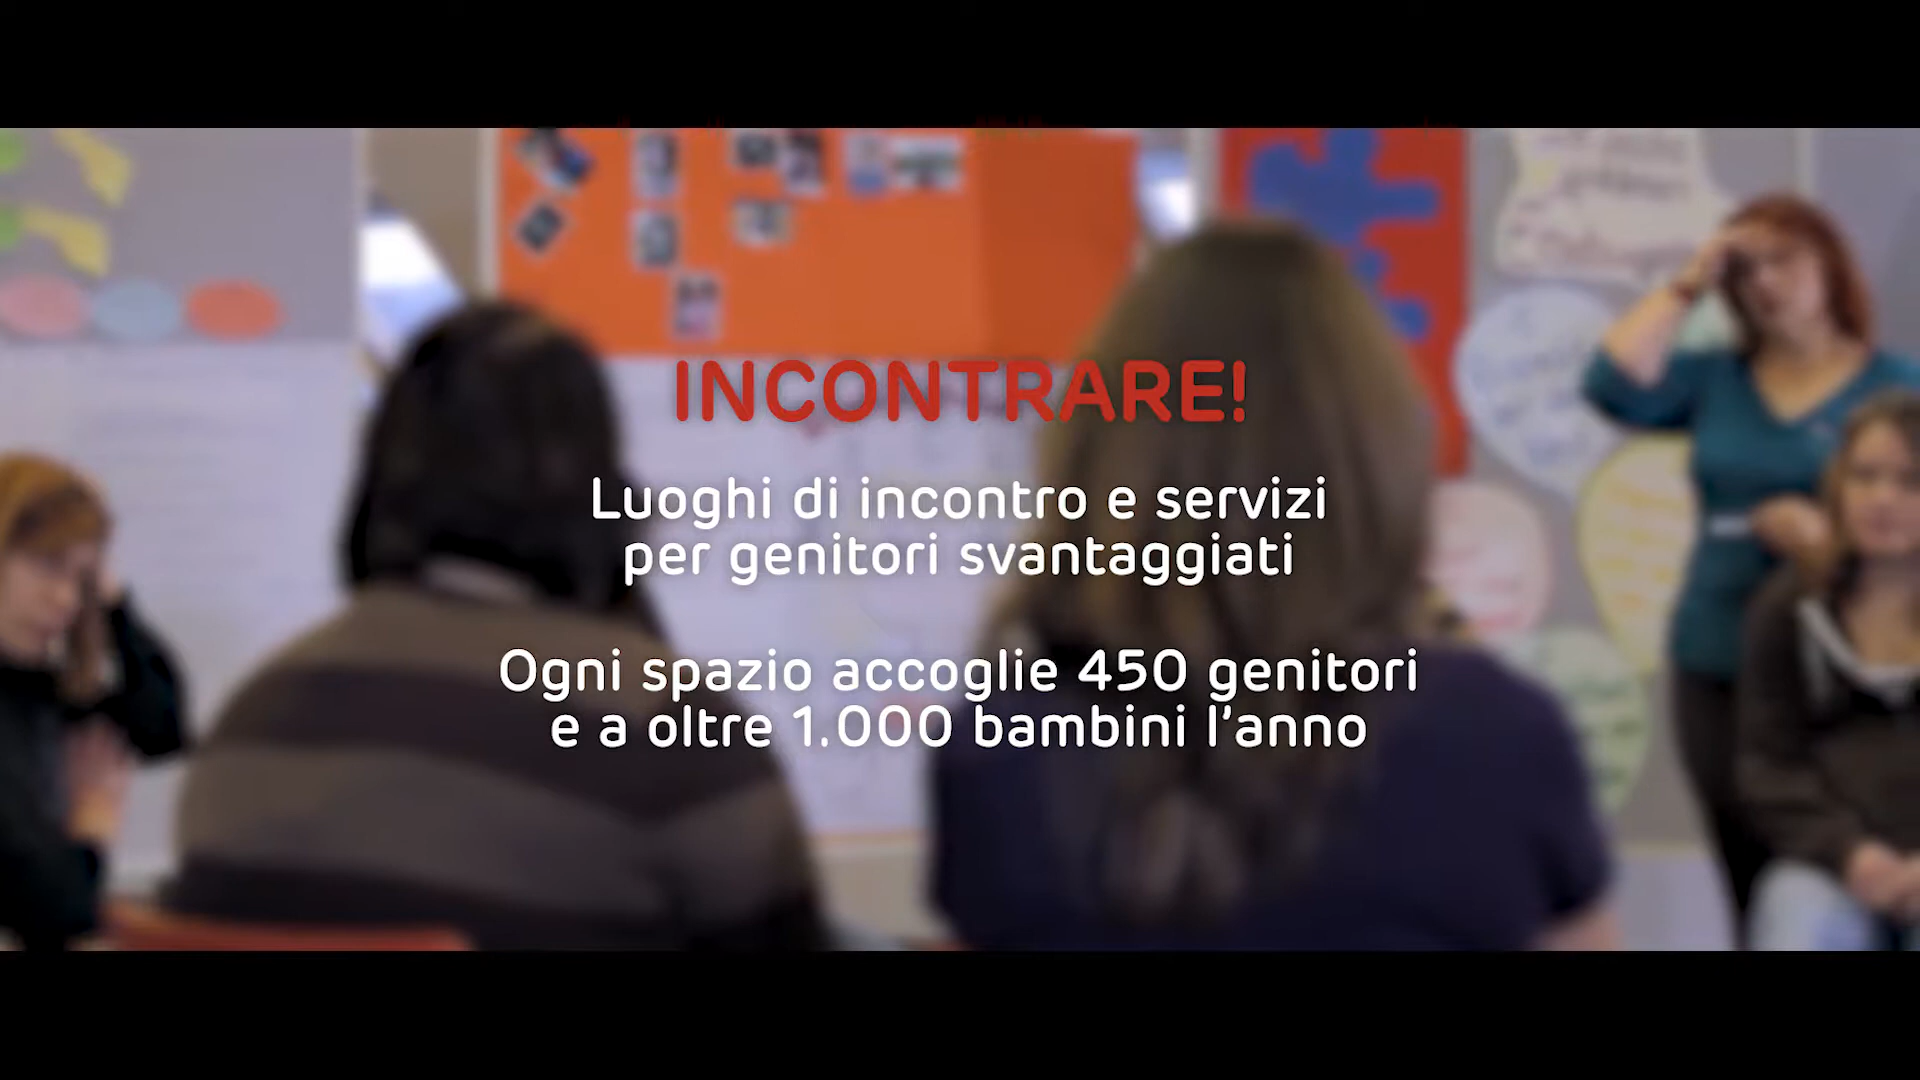 INCONTRARE!
Luoghi di incontro e servizi
per genitori svantaggiati
Ogni spazio accoglie 450 genitori
e a oltre 1.000 bambini l'anno